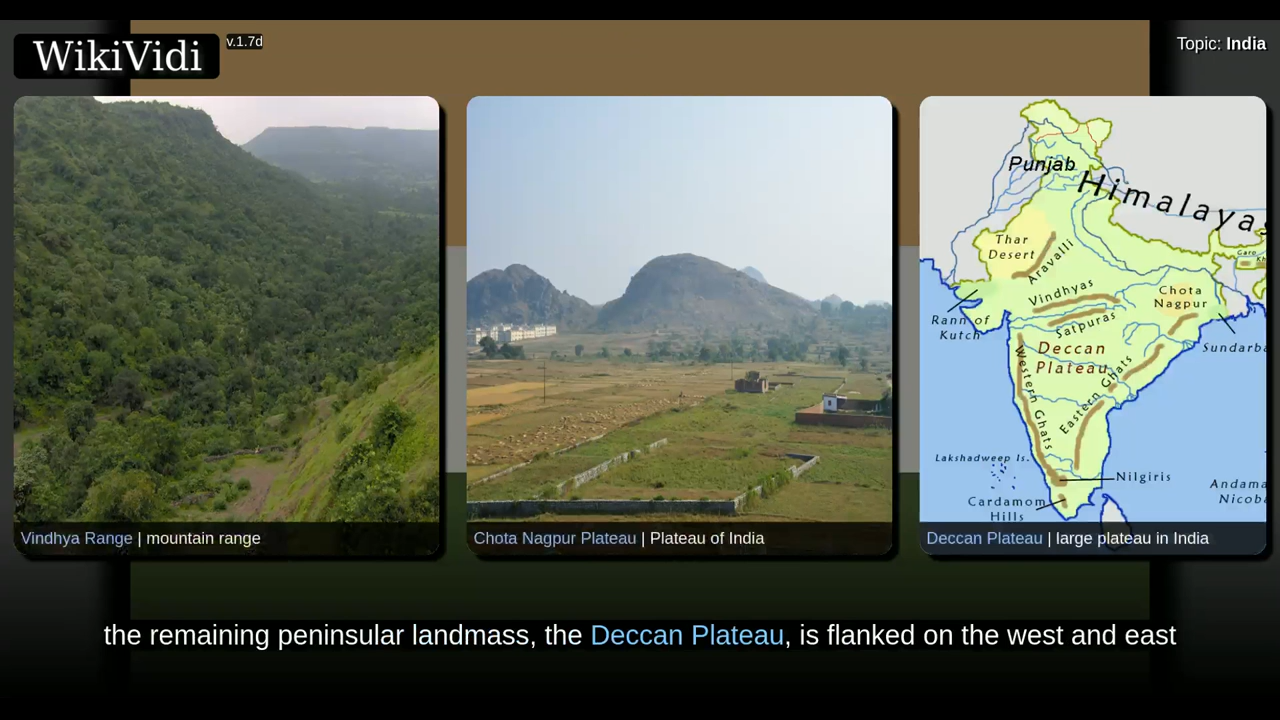 WikiVidi
v.1.7d
Topic: India
Punjab
Himalayas
Thar
Desert
Aravalli
Vindhyas
Satpuras
Chota
Nagpur
Rann of
Kutch
Deccan
Plateau
Western Ghats
Eastern Ghats
Garo
Sundarba
Lakshadweep Is.
Nilgiris
Cardamom
Hills
Andama
Nicoba
Vindhya Range | mountain range
Chota Nagpur Plateau | Plateau of India
Deccan Plateau | large plateau in India
the remaining peninsular landmass, the Deccan Plateau, is flanked on the west and east